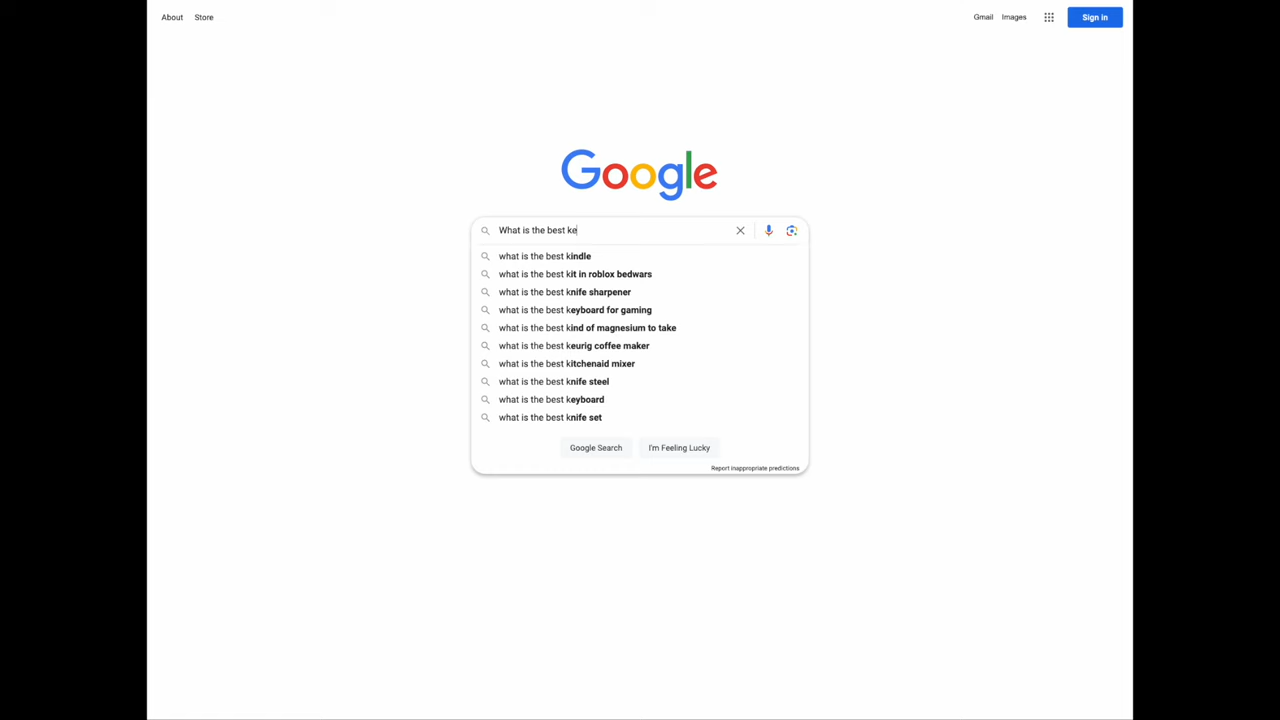 About Store Gmail Images Sign in
Google
What is the best ke
what is the best kindle
what is the best kit in roblox bedwars
what is the best knife sharpener
what is the best keyboard for gaming
what is the best kind of magnesium to take
what is the best keurig coffee maker
what is the best kitchenaid mixer
what is the best knife steel
what is the best keyboard
what is the best knife set
Google Search I'm Feeling Lucky
Report inappropriate predictions